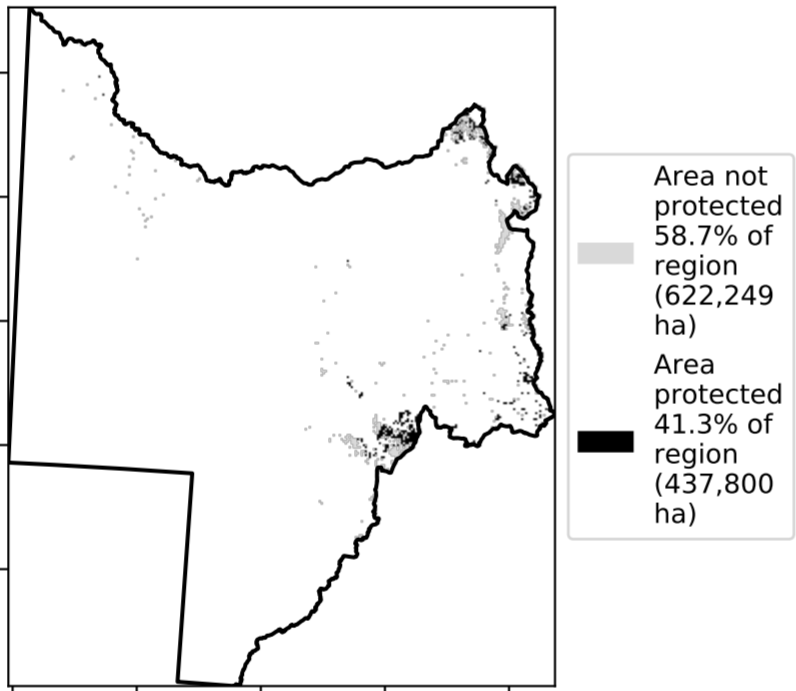 Area not
protected
58.7% of
region
(622,249
ha)
Area
protected
41.3% of
region
(437,800
ha)